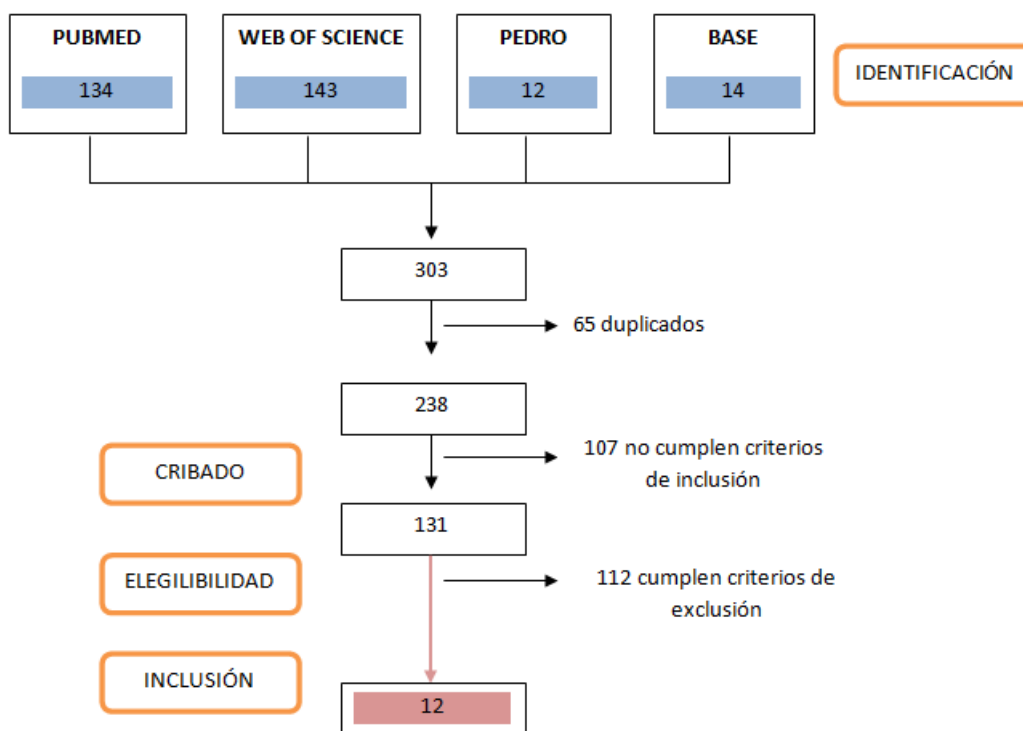 PUBMED
134
WEB OF SCIENCE
143
PEDRO
12
BASE
14
IDENTIFICACIÓN
303
65 duplicados
238
107 no cumplen criterios
de inclusión
CRIBADO
131
ELEGILIBILIDAD
112 cumplen criterios de
exclusión
INCLUSIÓN
12